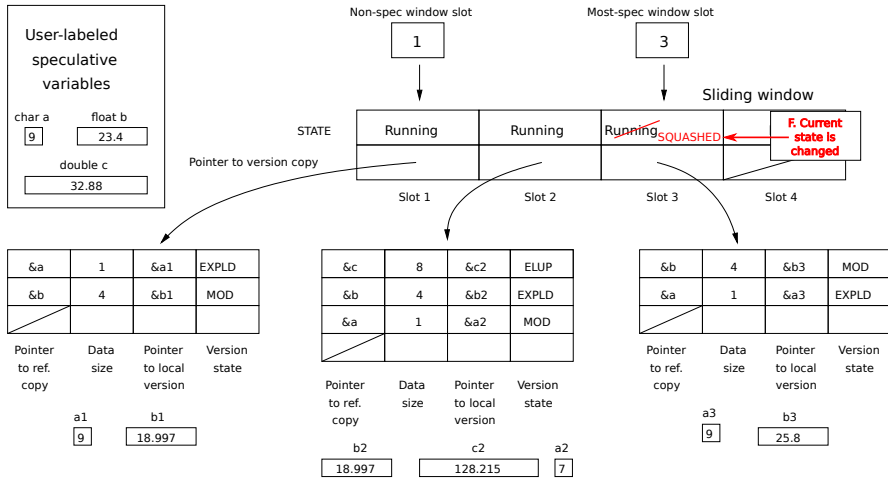 Non-spec window slot
Most-spec window slot
User-labeled
speculative
variables
1
3
char a
float b
9
23.4
double c
32.88
Sliding window
STATE
Running
Running
Running
SQUASHED
F. Current
state is
changed
Pointer to version copy
Slot 1
Slot 2
Slot 3
Slot 4
&a 1 &a1 EXPLD
&b 4 &b1 MOD
Pointer
to ref.
copy
Data
size
Pointer
to local
version
Version
state
a1
9
b1
18.997
&c 8 &c2 ELUP
&b 4 &b2 EXPLD
&a 1 &a2 MOD
Pointer
to ref.
copy
Data
size
Pointer
to local
version
Version
state
b2
18.997
c2
128.215
a2
7
&b 4 &b3 MOD
&a 1 &a3 EXPLD
Pointer
to ref.
copy
Data
size
Pointer
to local
version
Version
state
a3
9
b3
25.8